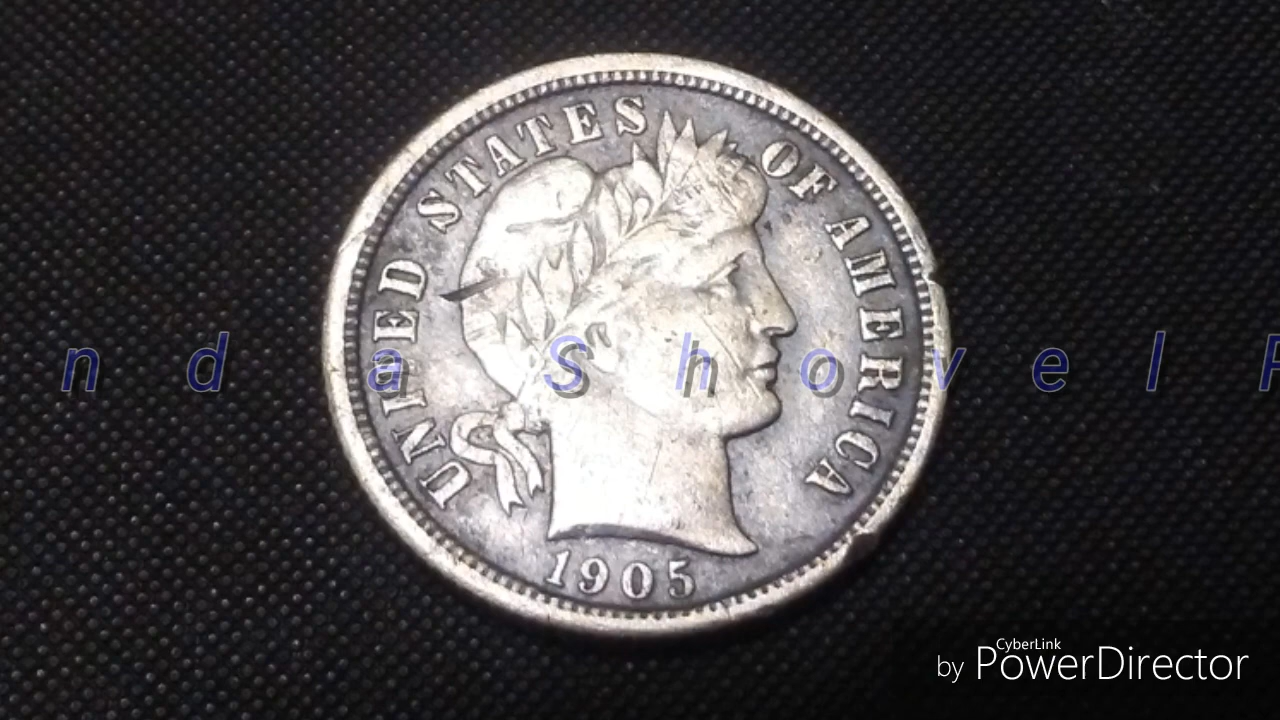 UNITED STATES OF AMERICA
n d a S h o v e l
1905
CyberLink
by PowerDirector